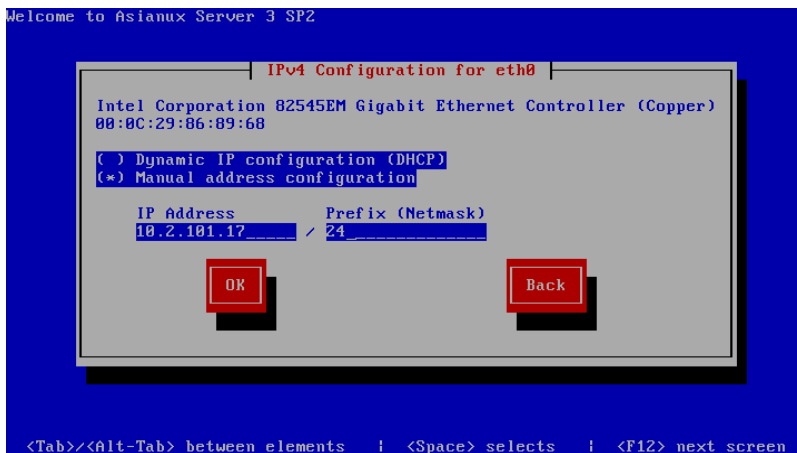 Welcome to Asianux Server 3 SP2
IPv4 Configuration for eth0
Intel Corporation 82545EM Gigabit Ethernet Controller (Copper)
00:0C:29:86:89:68
( ) Dynamic IP configuration (DHCP)
(*) Manual address configuration
IP Address Prefix (Netmask)
10.2.101.17_____ / 24______________
OK Back
<Tab>/<Alt-Tab> between elements | <Space> selects | <F12> next screen